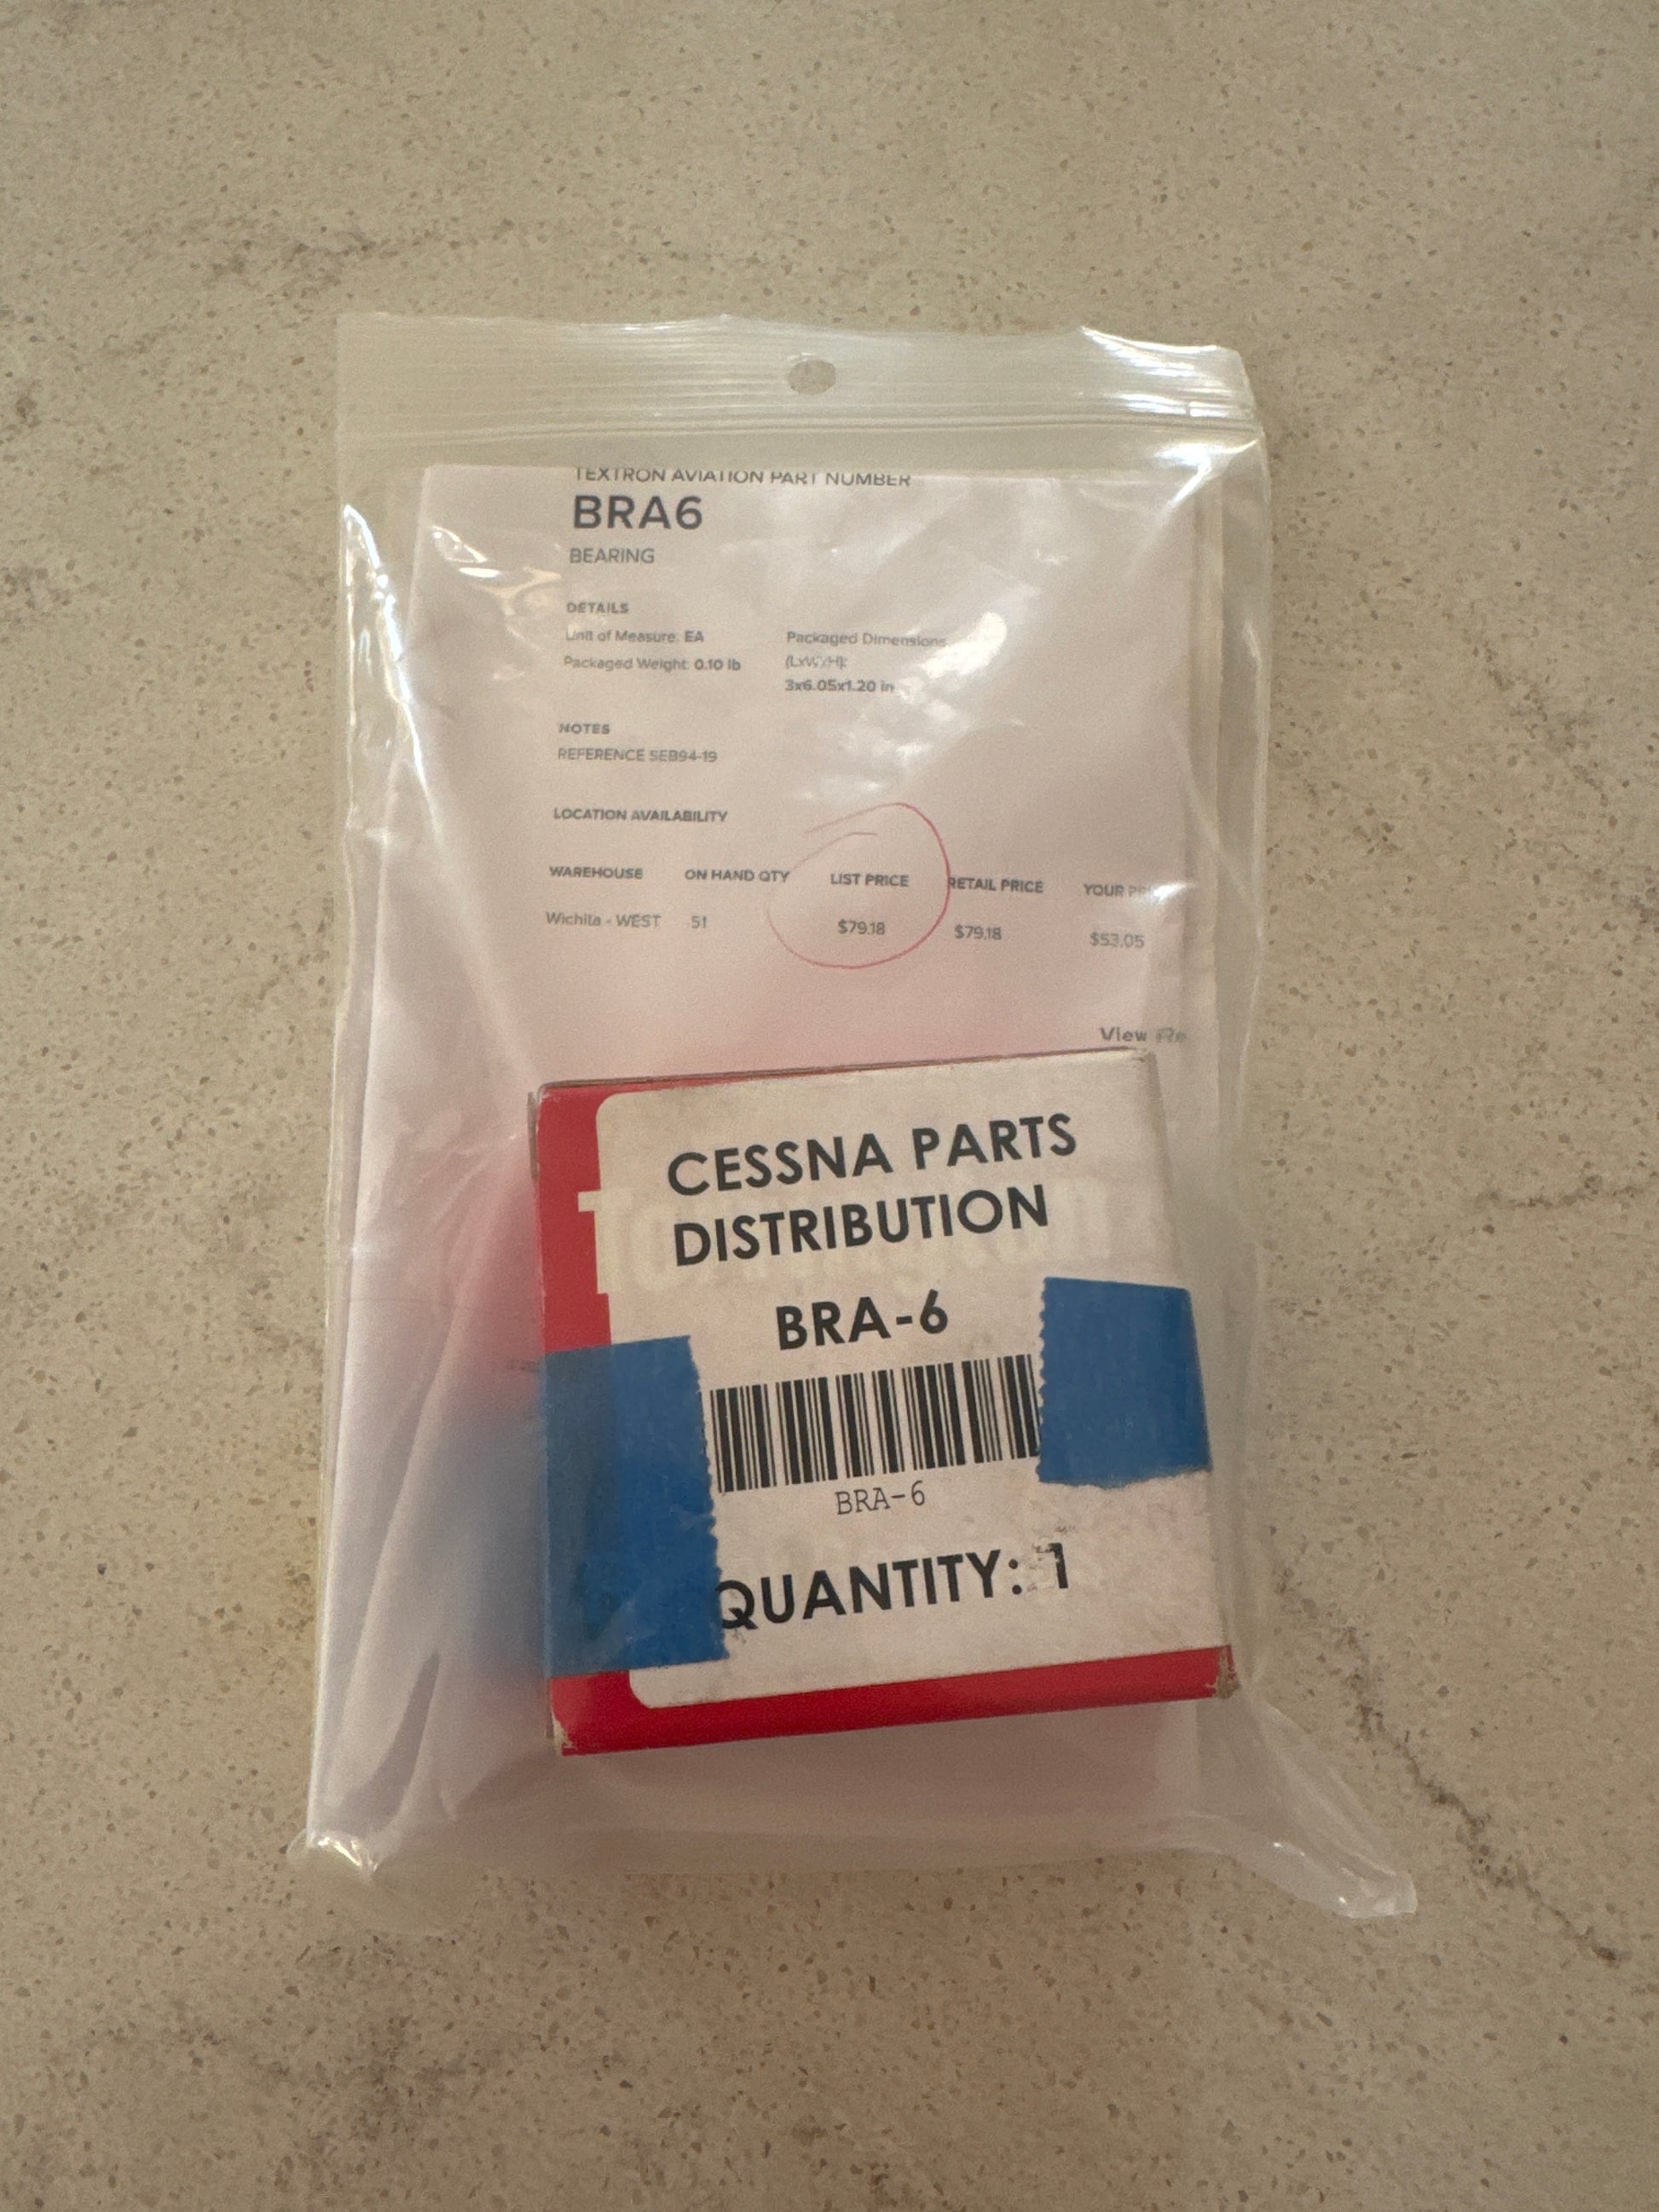 TEXTRON AVIATION PART NUMBER
BRA6
BEARING
DETAILS
Unit of Measure: EA
Packaged Weight: 0.10 lb
Packaged Dimensions
(LxWxH):
3x6.05x1.20 in
NOTES
REFERENCE SEB94-19
LOCATION AVAILABILITY
WAREHOUSE ON HAND QTY LIST PRICE RETAIL PRICE YOUR
Wichita - WEST 51 $79.18 $79.18 $53.05
View
CESSNA PARTS
DISTRIBUTION
BRA-6
BRA-6
QUANTITY: 1